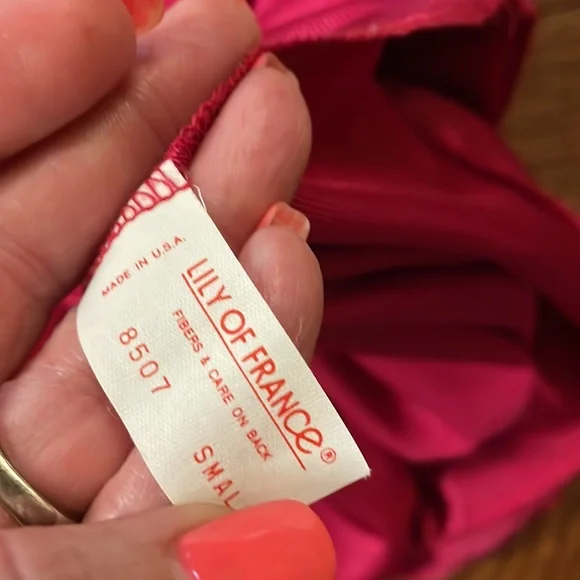 MADE IN U.S.A.
LILY OF FRANCE®
FIBERS & CARE ON BACK
8507
SMAL